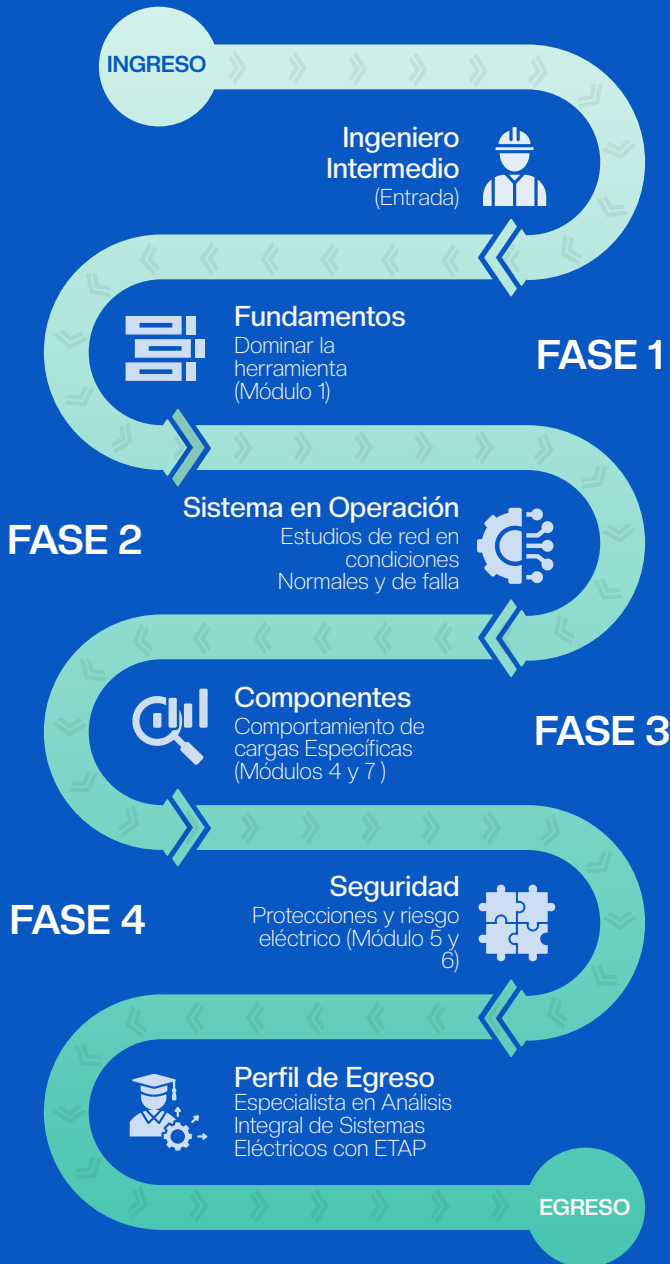 INGRESO
Ingeniero
Intermedio
(Entrada)
Fundamentos
Dominar la
herramienta
(Módulo 1)
FASE 1
Sistema en Operación
Estudios de red en
condiciones
Normales y de falla
FASE 2
Componentes
Comportamiento de
cargas Específicas
(Módulos 4 y 7 )
FASE 3
Seguridad
Protecciones y riesgo
eléctrico (Módulo 5 y
6)
FASE 4
Perfil de Egreso
Especialista en Análisis
Integral de Sistemas
Eléctricos con ETAP
EGRESO